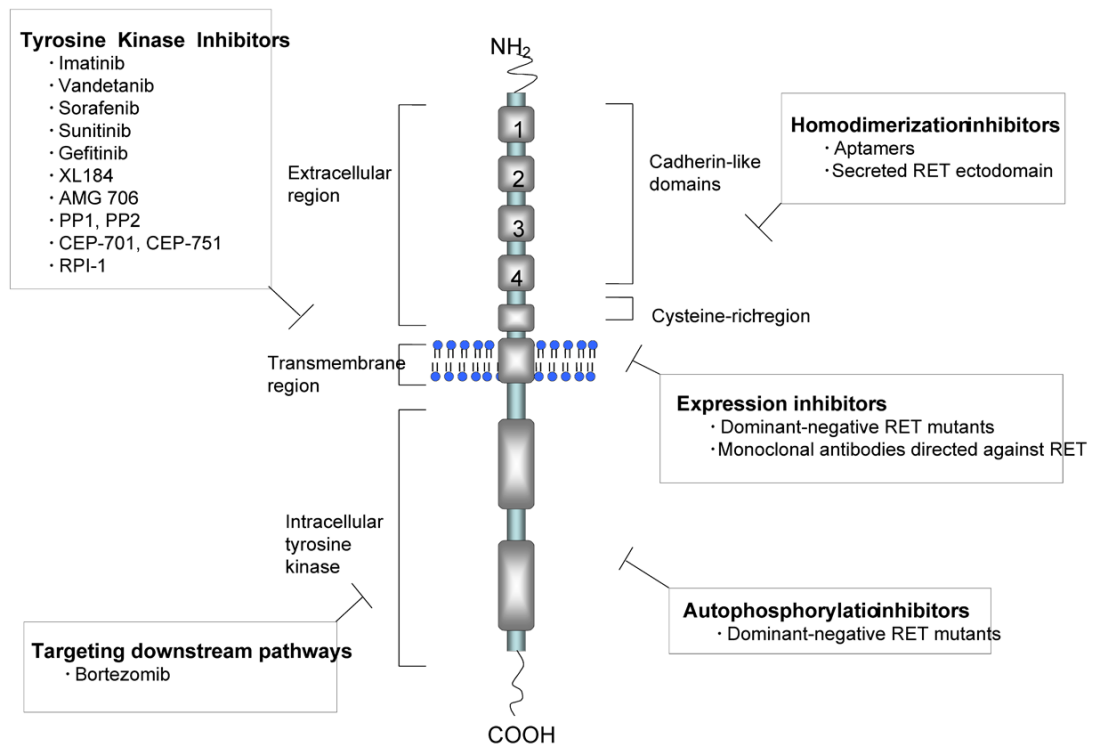 NH2
Tyrosine Kinase Inhibitors
· Imatinib
· Vandetanib
· Sorafenib
· Sunitinib
· Gefitinib
· XL184
· AMG 706
· PP1, PP2
· CEP-701, CEP-751
· RPI-1
Extracellular
region
1
2
3
4
Cadherin-like
domains
Homodimerizationinhibitors
· Aptamers
· Secreted RET ectodomain
Cysteine-richregion
Transmembrane
region
Expression inhibitors
· Dominant-negative RET mutants
· Monoclonal antibodies directed against RET
Intracellular
tyrosine
kinase
Autophosphorylatioinhibitors
· Dominant-negative RET mutants
Targeting downstream pathways
· Bortezomib
COOH